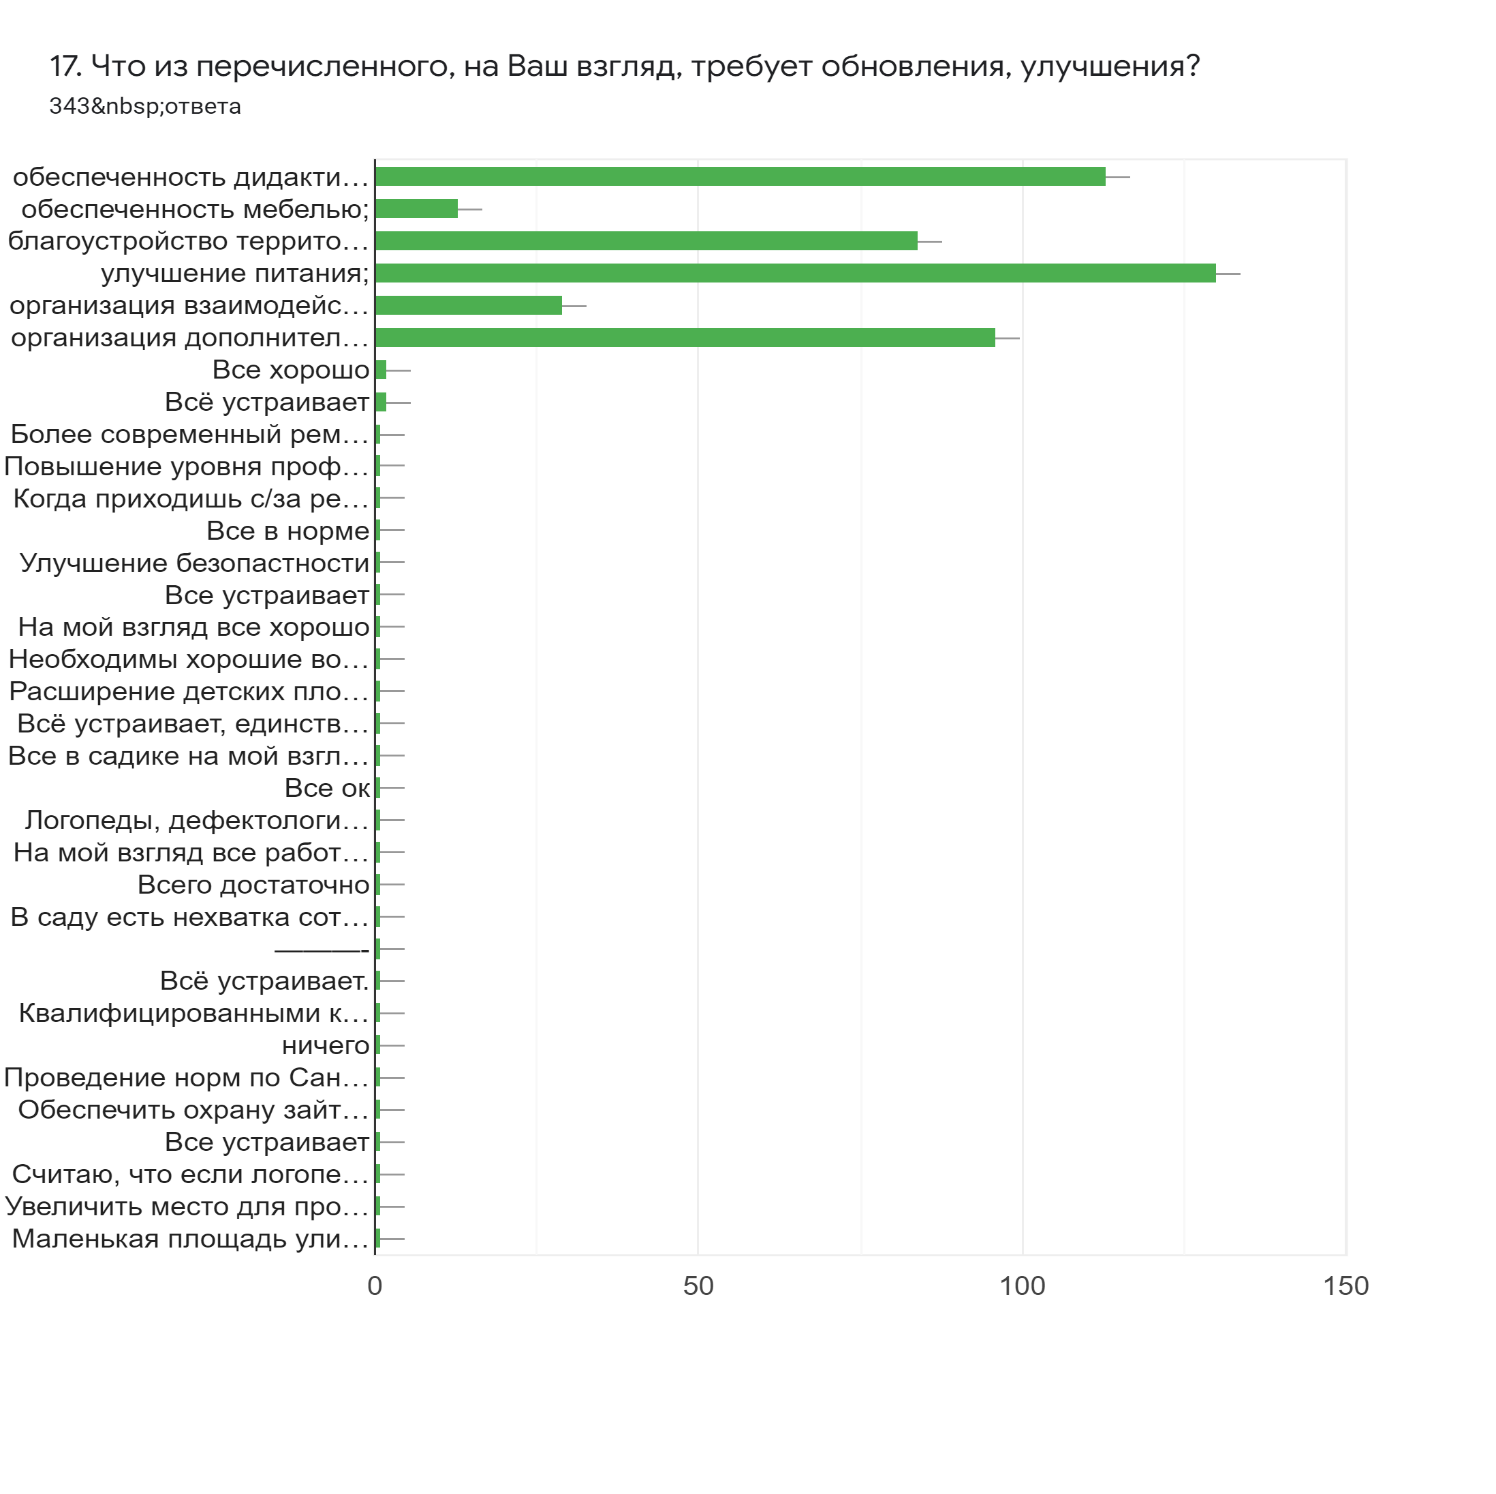 17. Что из перечисленного, на Ваш взгляд, требует обновления, улучшения?
343&nbsp;ответа
обеспеченность дидакти…
обеспеченность мебелью;
благоустройство террито…
улучшение питания;
организация взаимодейс…
организация дополнител…
Все хорошо
Всё устраивает
Более современный рем…
Повышение уровня проф…
Когда приходишь с/за ре…
Все в норме
Улучшение безопастности
Все устраивает
На мой взгляд все хорошо
Необходимы хорошие во…
Расширение детских пло…
Всё устраивает, единств…
Все в садике на мой взгл…
Все ок
Логопеды, дефектологи…
На мой взгляд все работ…
Всего достаточно
В саду есть нехватка сот…
———-
Всё устраивает.
Квалифицированными к…
ничего
Проведение норм по Сан…
Обеспечить охрану зайт…
Все устраивает
Считаю, что если логопе…
Увеличить место для про…
Маленькая площадь ули…
0 50 100 150